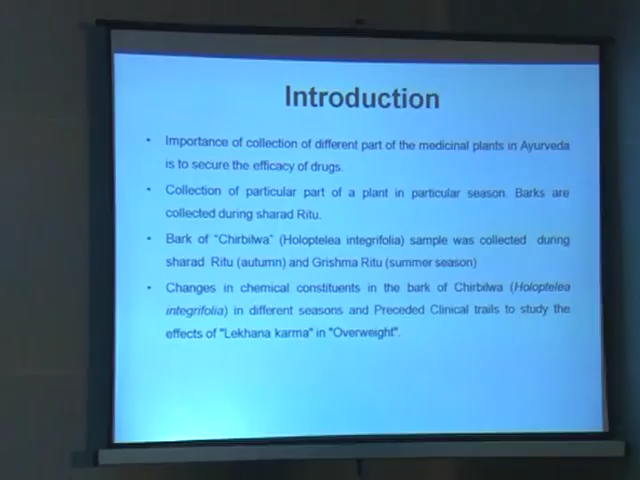 Introduction
• Importance of collection of different part of the medicinal plants in Ayurveda
is to secure the efficacy of drugs.
• Collection of particular part of a plant in particular season. Barks are
collected during sharad Ritu.
• Bark of "Chirbilwa" (Holoptelea integrifolia) sample was collected during
sharad Ritu (autumn) and Grishma Ritu (summer season)
• Changes in chemical constituents in the bark of Chirbilwa (Holoptelea
integrifolia) in different seasons and Preceded Clinical trails to study the
effects of "Lekhana karma" in "Overweight".